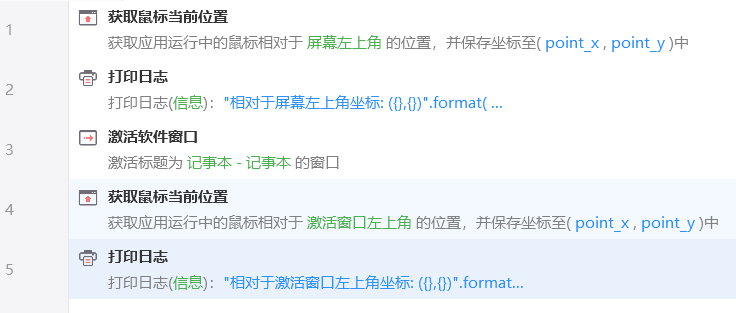 1
获取鼠标当前位置
获取应用运行中的鼠标相对于 屏幕左上角 的位置，并保存坐标至( point_x , point_y )中
2
打印日志
打印日志(信息)："相对于屏幕左上角坐标: ({},{})".format( ...
3
激活软件窗口
激活标题为 记事本 - 记事本 的窗口
4
获取鼠标当前位置
获取应用运行中的鼠标相对于 激活窗口左上角 的位置，并保存坐标至( point_x , point_y )中
5
打印日志
打印日志(信息)："相对于激活窗口左上角坐标: ({},{})".format...